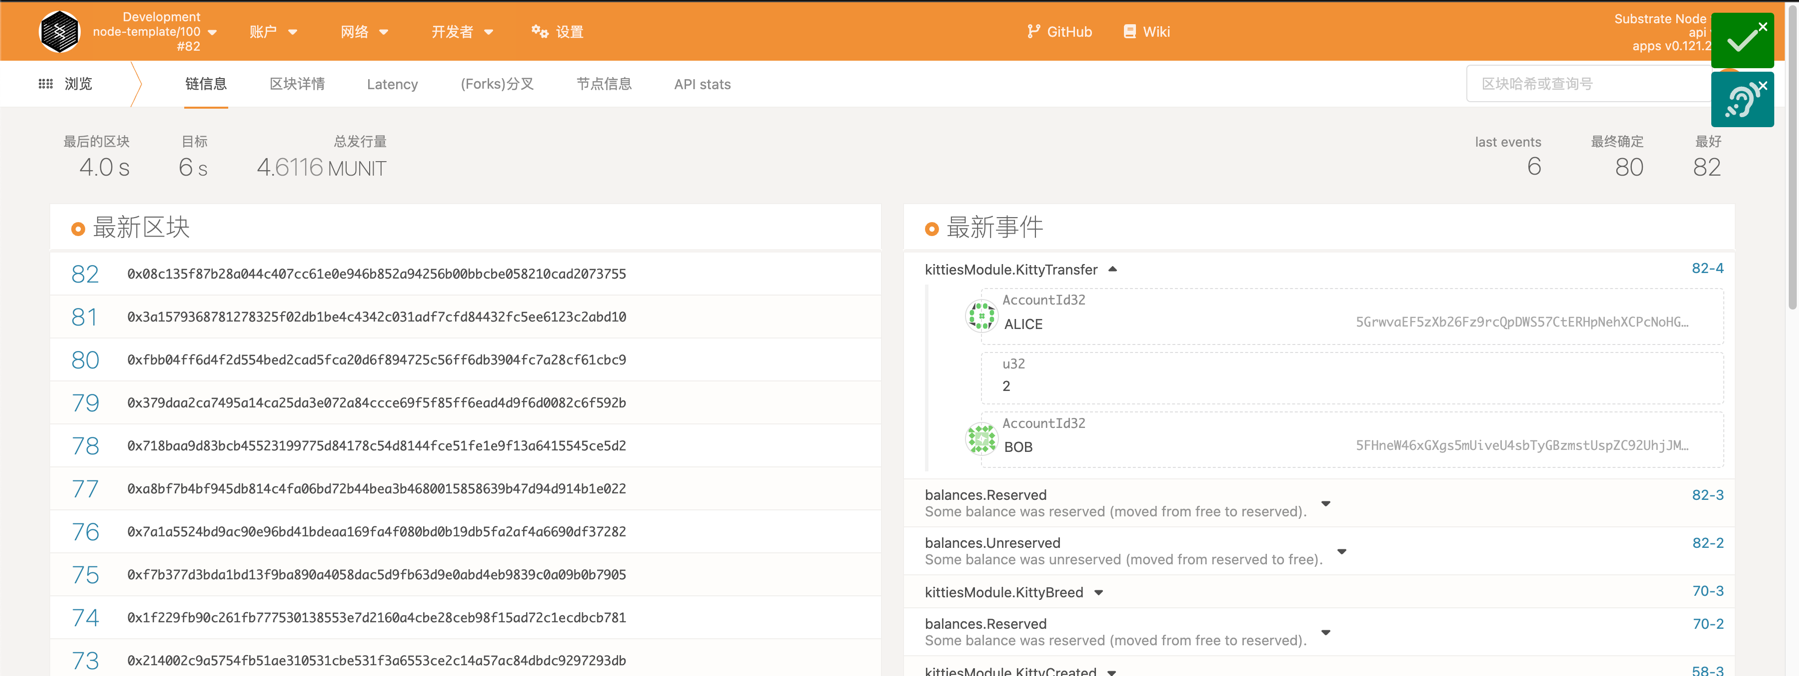 Development
node-template/100
#82
账户
网络
开发者
设置
GitHub
Wiki
Substrate Node
api
apps v0.121.2
浏览
链信息
区块详情
Latency
(Forks)分叉
节点信息
API stats
区块哈希或查询号
最后的区块
4.0 s
目标
6 s
总发行量
4.6116 MUNIT
last events
6
最终确定
80
最好
82
最新区块
82 0x08c135f87b28a044c407cc61e0e946b852a94256b00bbcbe058210cad2073755
81 0x3a1579368781278325f02db1be4c4342c031adf7cfd84432fc5ee6123c2abd10
80 0xfbb04ff6d4f2d554bed2cad5fca20d6f894725c56ff6db3904fc7a28cf61cbc9
79 0x379daa2ca7495a14ca25da3e072a84ccce69f5f85ff6ead4d9f6d0082c6f592b
78 0x718baa9d83bcb45523199775d84178c54d8144fce51fe1e9f13a6415545ce5d2
77 0xa8bf7b4bf945db814c4fa06bd72b44bea3b4680015858639b47d94d914b1e022
76 0x7a1a5524bd9ac90e96bd41bdeaa169fa4f080bd0b19db5fa2af4a6690df37282
75 0xf7b377d3bda1bd13f9ba890a4058dac5d9fb63d9e0abd4eb9839c0a09b0b7905
74 0x1f229fb90c261fb777530138553e7d2160a4cbe28ceb98f15ad72c1ecdbcb781
73 0x214002c9a5754fb51ae310531cbe531f3a6553ce2c14a57ac84dbdc9297293db
最新事件
kittiesModule.KittyTransfer 82-4
AccountId32
ALICE 5GrwvaEF5zXb26Fz9rcQpDWS57CtERHpNehXCPcNoHG…
u32
2
AccountId32
BOB 5FHneW46xGXgs5mUiveU4sbTyGBzmstUspZC92UhjJM…
balances.Reserved 82-3
Some balance was reserved (moved from free to reserved).
balances.Unreserved 82-2
Some balance was unreserved (moved from reserved to free).
kittiesModule.KittyBreed 70-3
balances.Reserved 70-2
Some balance was reserved (moved from free to reserved).
kittiesModule.KittyCreated 58-3